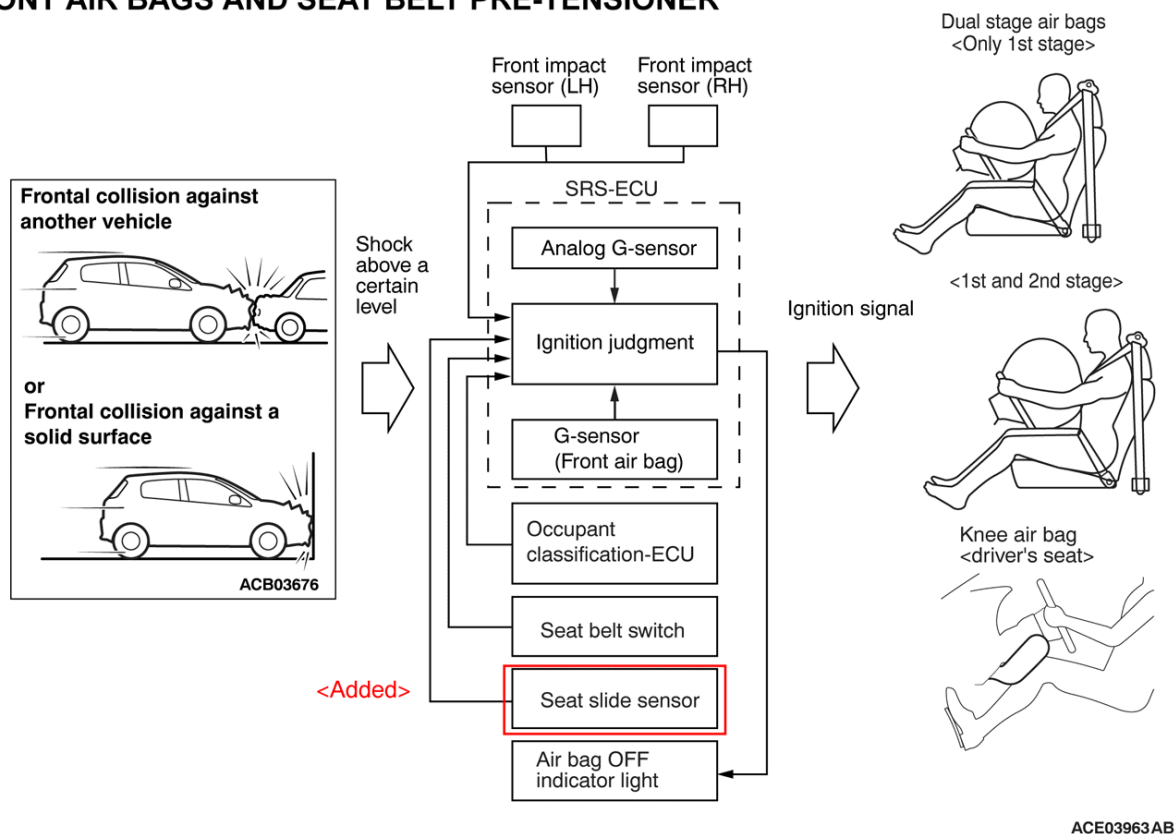 ONT AIR BAGS AND SEAT BELT PRE-TENSIONER
Frontal collision against
another vehicle
or
Frontal collision against a
solid surface
ACB03676
Shock
above a
certain
level
Front impact
sensor (LH)
Front impact
sensor (RH)
SRS-ECU
Analog G-sensor
Ignition judgment
G-sensor
(Front air bag)
Occupant
classification-ECU
Seat belt switch
<Added>
Seat slide sensor
Air bag OFF
indicator light
Ignition signal
Dual stage air bags
<Only 1st stage>
<1st and 2nd stage>
Knee air bag
<driver's seat>
ACE03963AB